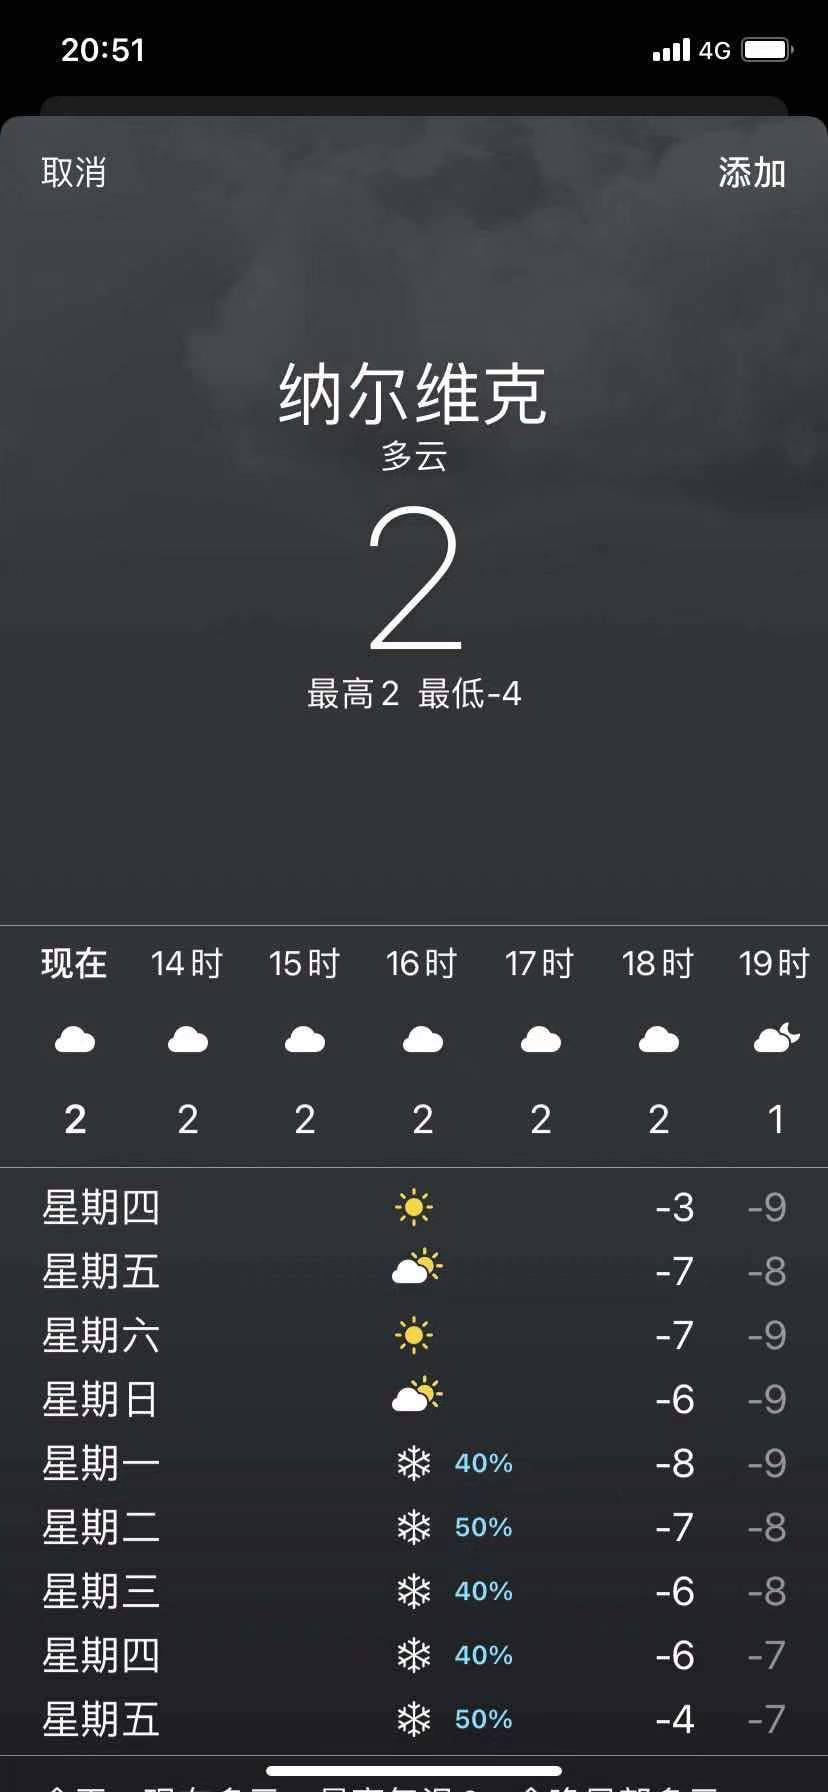 20:51 4G
取消 添加
纳尔维克
多云
2
最高2 最低-4
现在 14时 15时 16时 17时 18时 19时
2 2 2 2 2 2 1
星期四 -3 -9
星期五 -7 -8
星期六 -7 -9
星期日 -6 -9
星期一 40% -8 -9
星期二 50% -7 -8
星期三 40% -6 -8
星期四 40% -6 -7
星期五 50% -4 -7